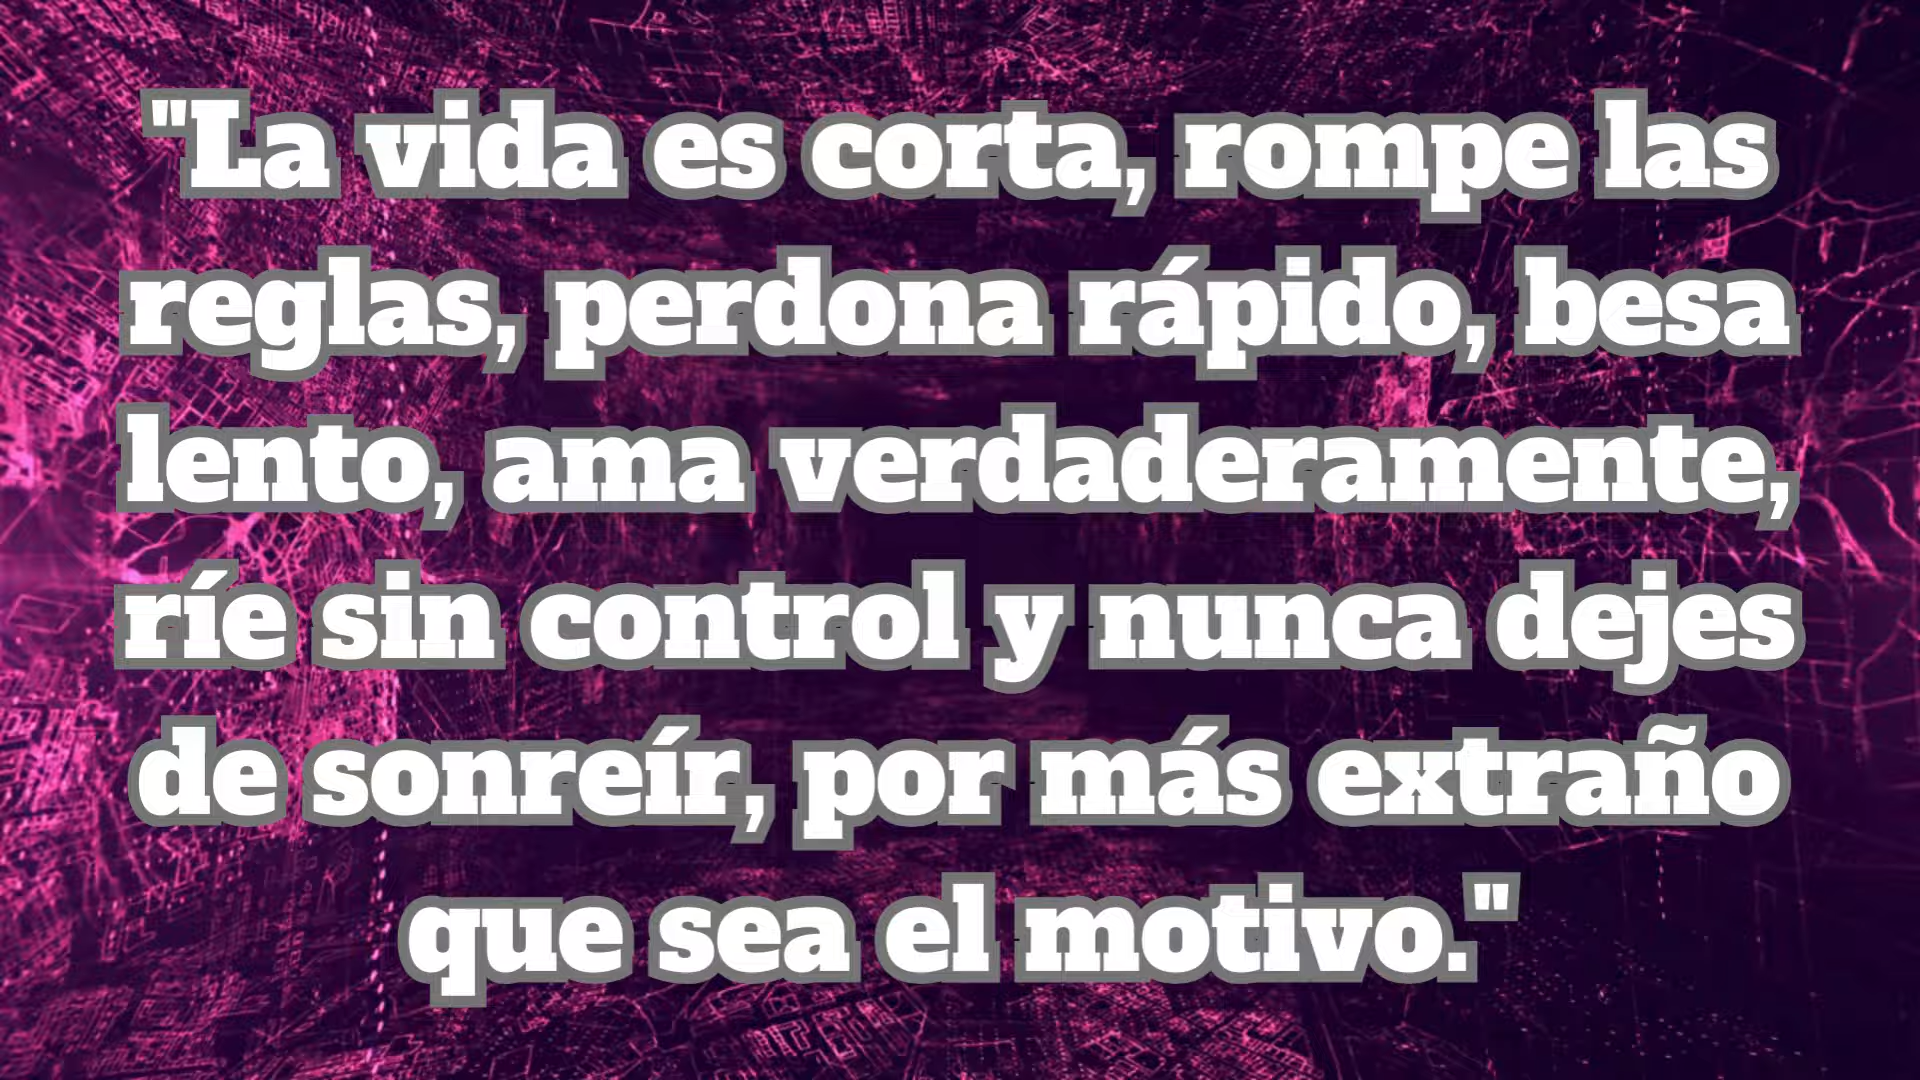 "La vida es corta, rompe las
reglas, perdona rápido, besa
lento, ama verdaderamente,
ríe sin control y nunca dejes
de sonreír, por más extraño
que sea el motivo."